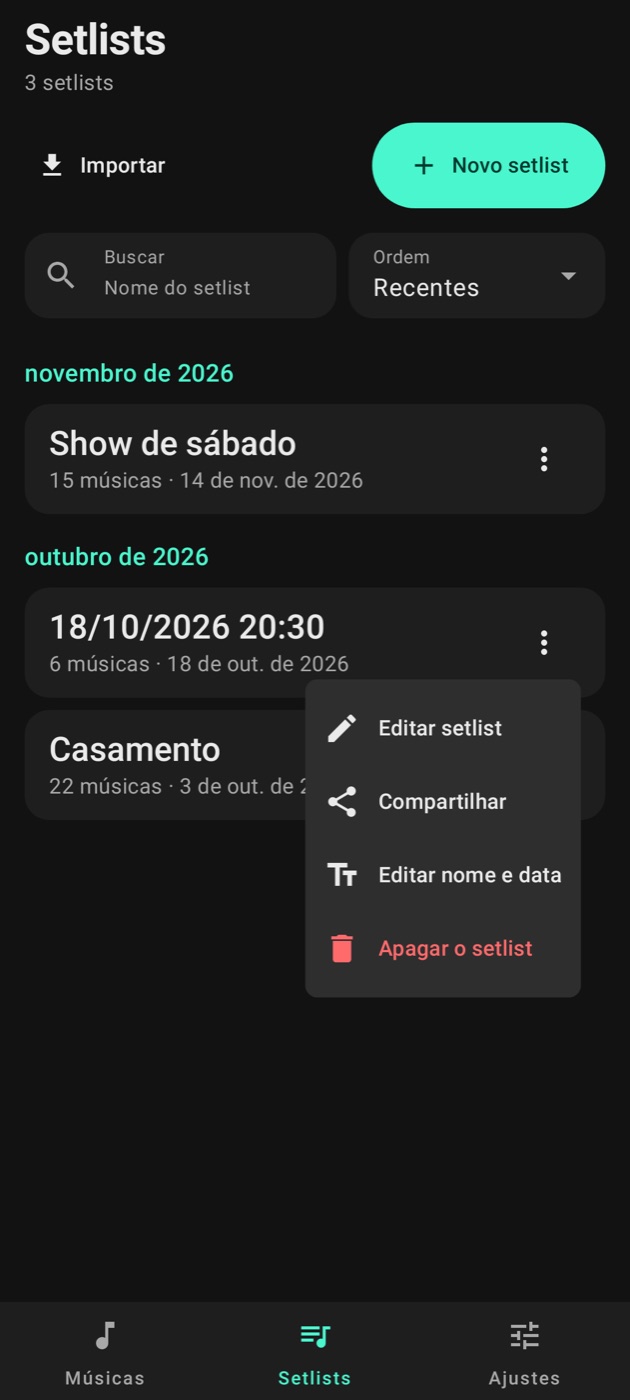 Setlists
3 setlists
Importar
Novo setlist
Buscar
Nome do setlist
Ordem
Recentes
novembro de 2026
Show de sábado
15 músicas · 14 de nov. de 2026
outubro de 2026
18/10/2026 20:30
6 músicas · 18 de out. de 2026
Casamento
22 músicas · 3 de out. de
Editar setlist
Compartilhar
Editar nome e data
Apagar o setlist
Músicas
Setlists
Ajustes